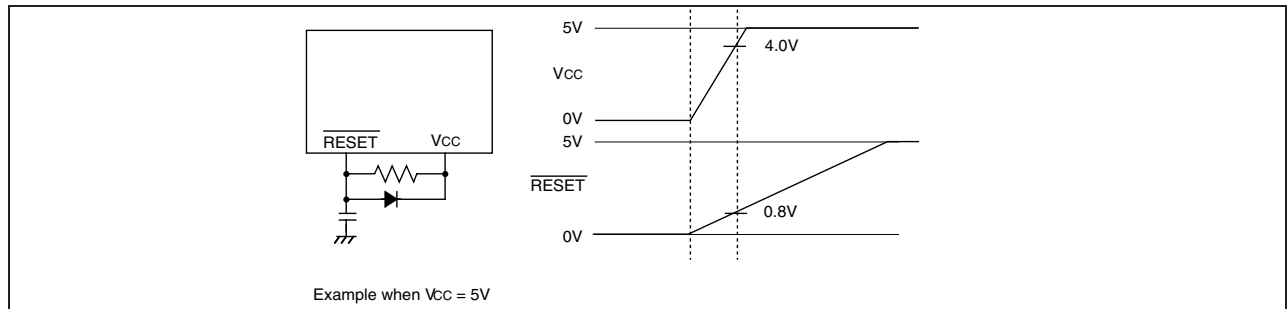 RESET VCC
Example when VCC = 5V
5V
4.0V
VCC
0V
5V
RESET
0.8V
0V